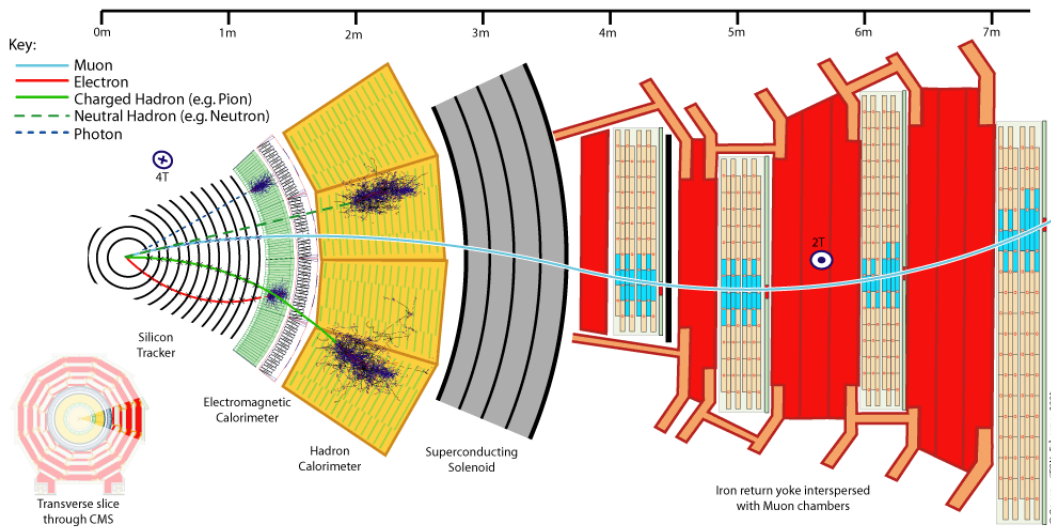 0m 1m 2m 3m 4m 5m 6m 7m
Key:
Muon
Electron
Charged Hadron (e.g. Pion)
Neutral Hadron (e.g. Neutron)
Photon
4T
2T
Silicon
Tracker
Electromagnetic
Calorimeter
Hadron
Calorimeter
Superconducting
Solenoid
Iron return yoke interspersed
with Muon chambers
Transverse slice
through CMS